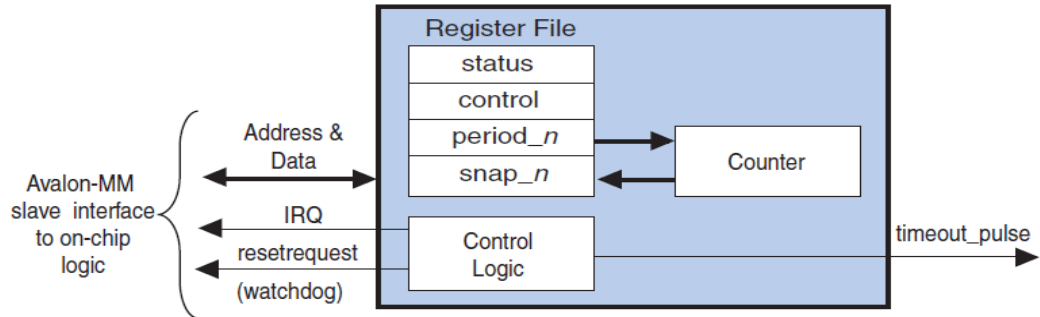 Register File
status
control
period_n
snap_n
Counter
Address &
Data
Avalon-MM
slave interface
to on-chip
logic
IRQ
resetrequest
(watchdog)
Control
Logic
timeout_pulse